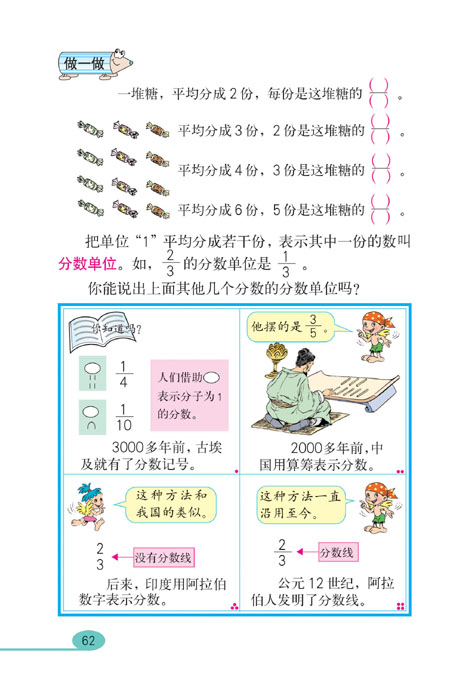 做一做
一堆糖，平均分成 2 份，每份是这堆糖的 ( )/( ) 。
平均分成 3 份，2 份是这堆糖的 ( )/( ) 。
平均分成 4 份，3 份是这堆糖的 ( )/( ) 。
平均分成 6 份，5 份是这堆糖的 ( )/( ) 。
把单位“1”平均分成若干份，表示其中一份的数叫
分数单位。如，2/3 的分数单位是 1/3 。
你能说出上面其他几个分数的分数单位吗？
你知道吗？
1/4
1/10
人们借助
表示分子为 1
的分数。
3000 多年前，古埃
及就有了分数记号。
他摆的是 3/5 。
2000 多年前，中
国用算筹表示分数。
这种方法和
我国的类似。
2
3
没有分数线
后来，印度用阿拉伯
数字表示分数。
这种方法一直
沿用至今。
2/3
分数线
公元 12 世纪，阿拉
伯人发明了分数线。
62